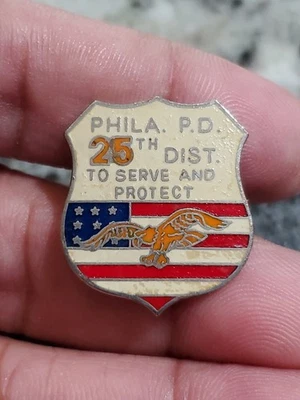 PHILA. P.D.
25TH DIST.
TO SERVE AND
PROTECT